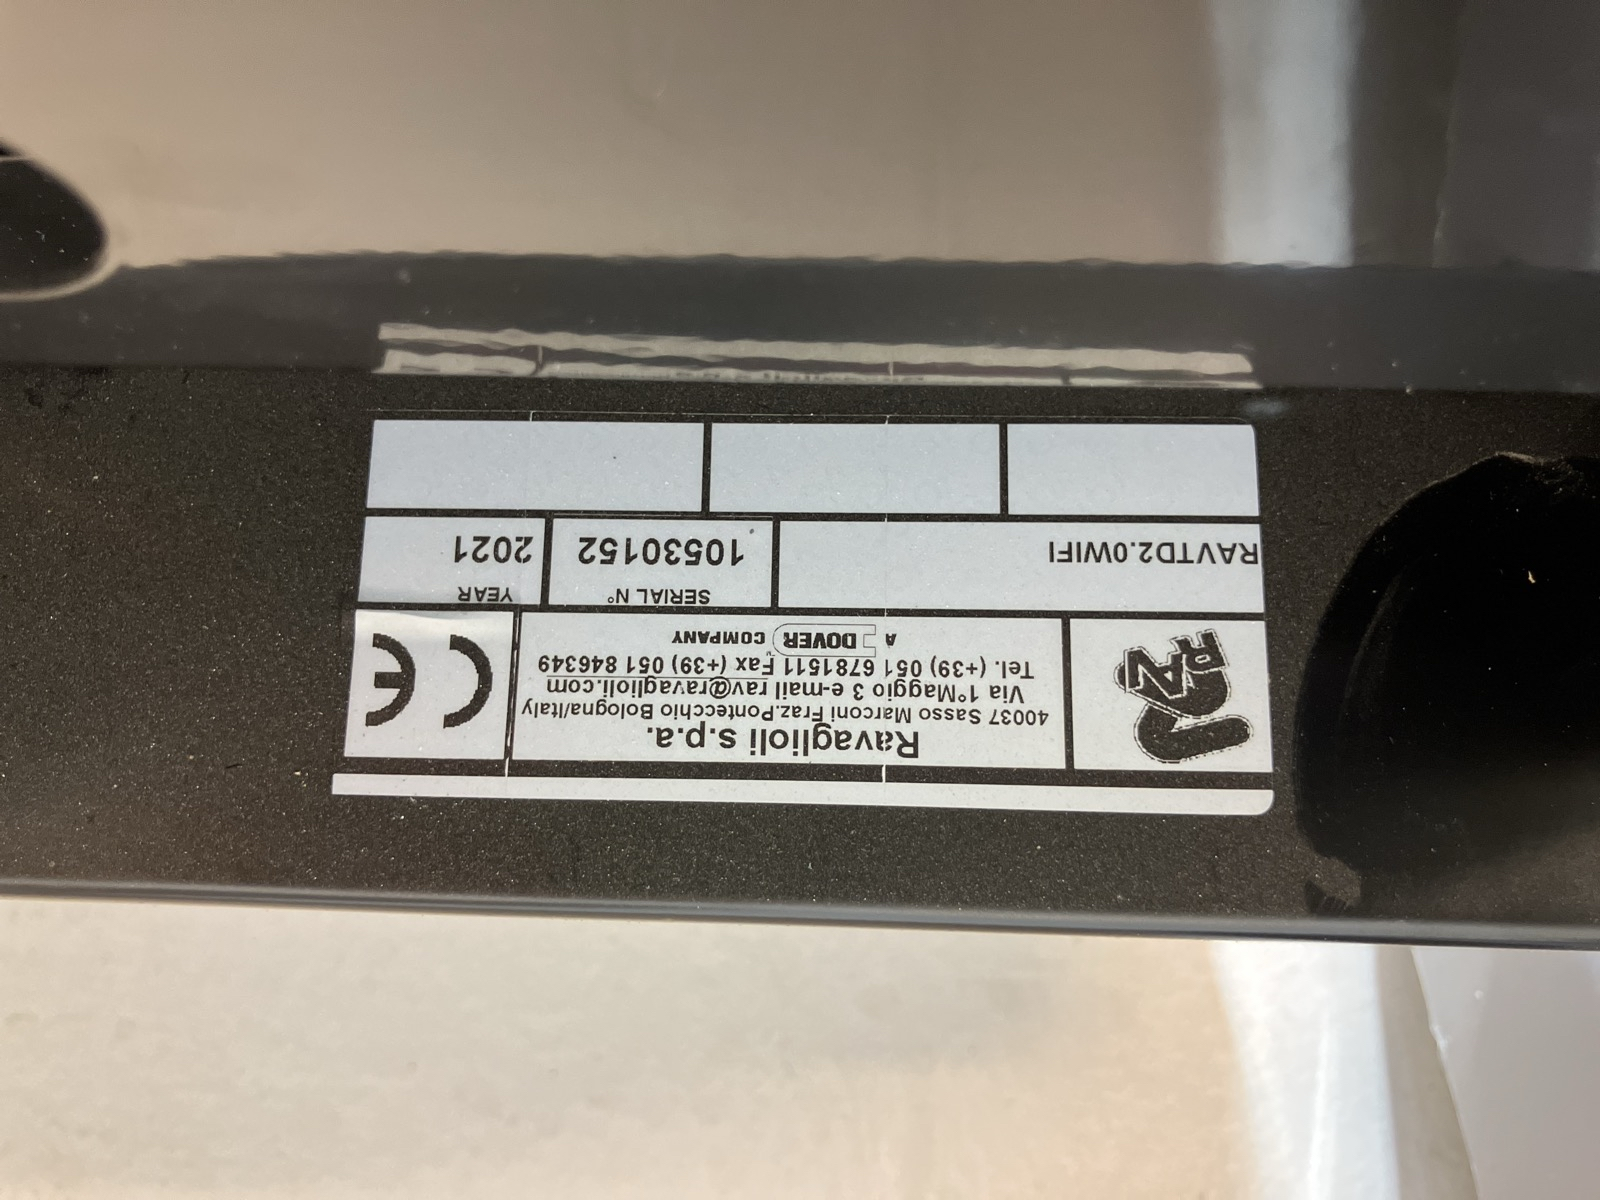 RAV
Ravaglioli s.p.a.
40037 Sasso Marconi Fraz.Pontecchio Bologna/Italy
Via 1°Maggio 3 e-mail rav@ravaglioli.com
Tel. (+39) 051 6781511 Fax (+39) 051 846349
A DOVER COMPANY
CE
RAVTD2.0WIFI
SERIAL N°
10530152
YEAR
2021